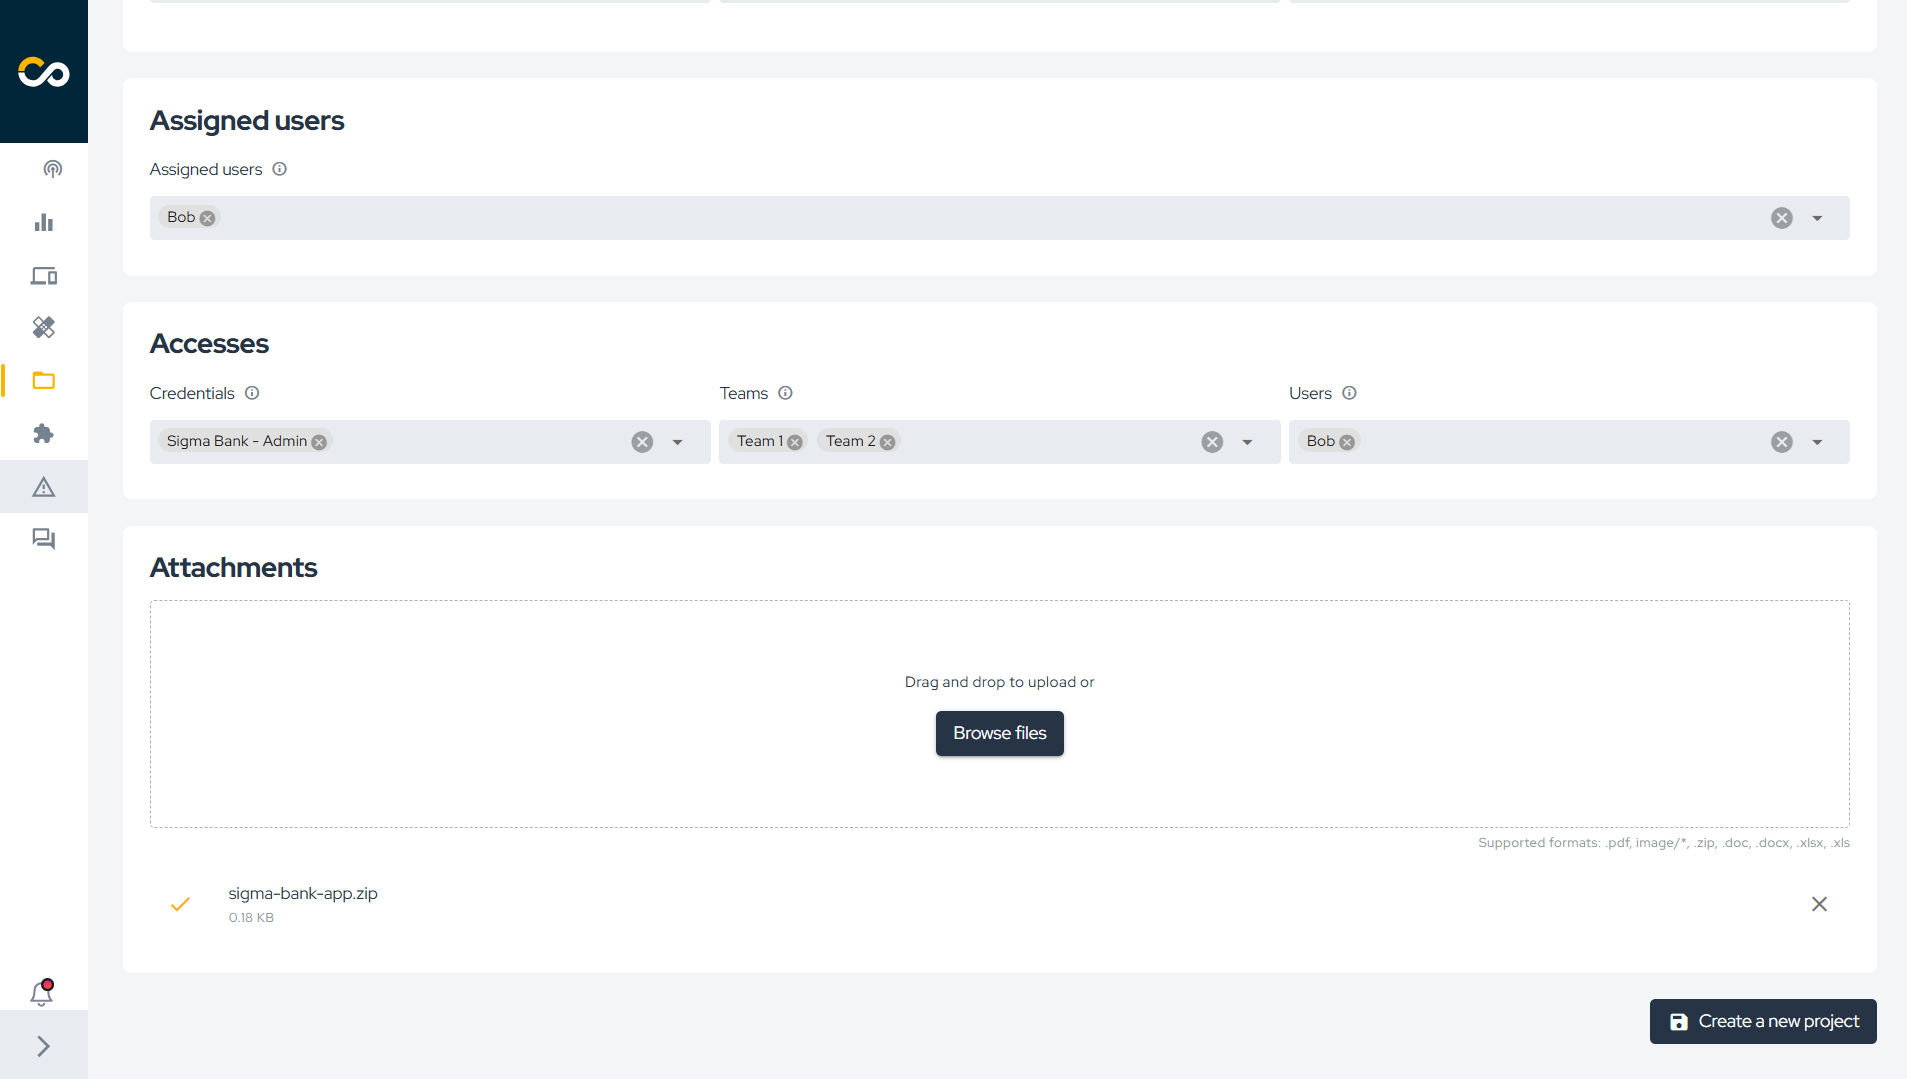 Assigned users
Assigned users
Bob
Accesses
Credentials
Teams
Users
Sigma Bank - Admin
Team 1
Team 2
Bob
Attachments
Drag and drop to upload or
Browse files
Supported formats: .pdf, image/*, .zip, .doc, .docx, .xlsx, .xls
sigma-bank-app.zip
0.18 KB
Create a new project